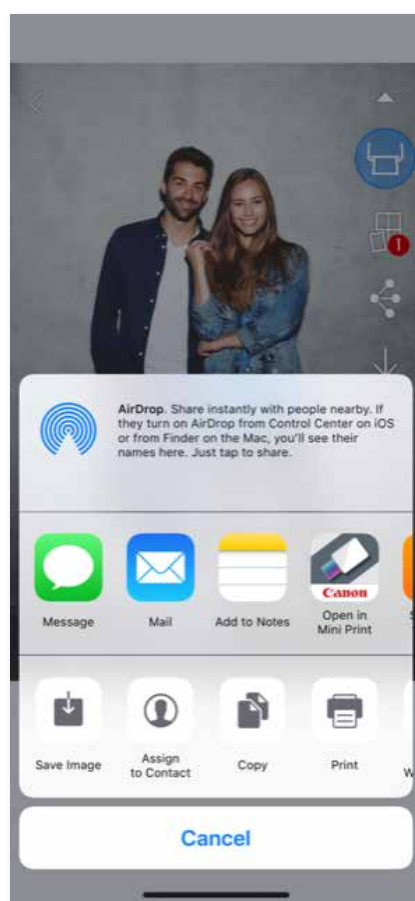 1
AirDrop. Share instantly with people nearby. If
they turn on AirDrop from Control Center on iOS
or from Finder on the Mac, you'll see their
names here. Just tap to share.
Canon
Message
Mail
Add to Notes
Open in
Mini Print
Save Image
Assign
to Contact
Copy
Print
Cancel